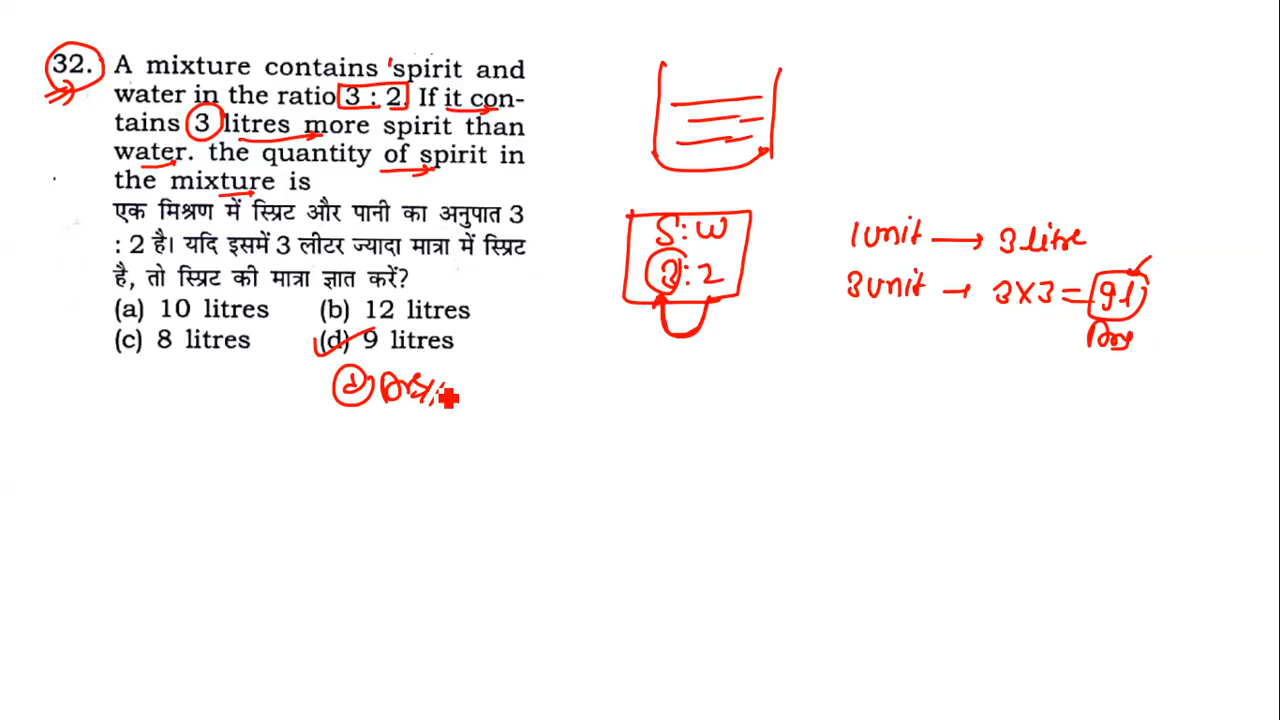 32. A mixture contains spirit and
water in the ratio 3 : 2. If it con-
tains 3 litres more spirit than
water. the quantity of spirit in
the mixture is
एक मिश्रण में स्प्रिट और पानी का अनुपात 3
: 2 है। यदि इसमें 3 लीटर ज्यादा मात्रा में स्प्रिट
है, तो स्प्रिट की मात्रा ज्ञात करें?
(a) 10 litres (b) 12 litres
(c) 8 litres (d) 9 litres
(d) Ans
S : W
3 : 2
1 unit → 3 litre
3 unit → 3 × 3 = 9 l
Ans